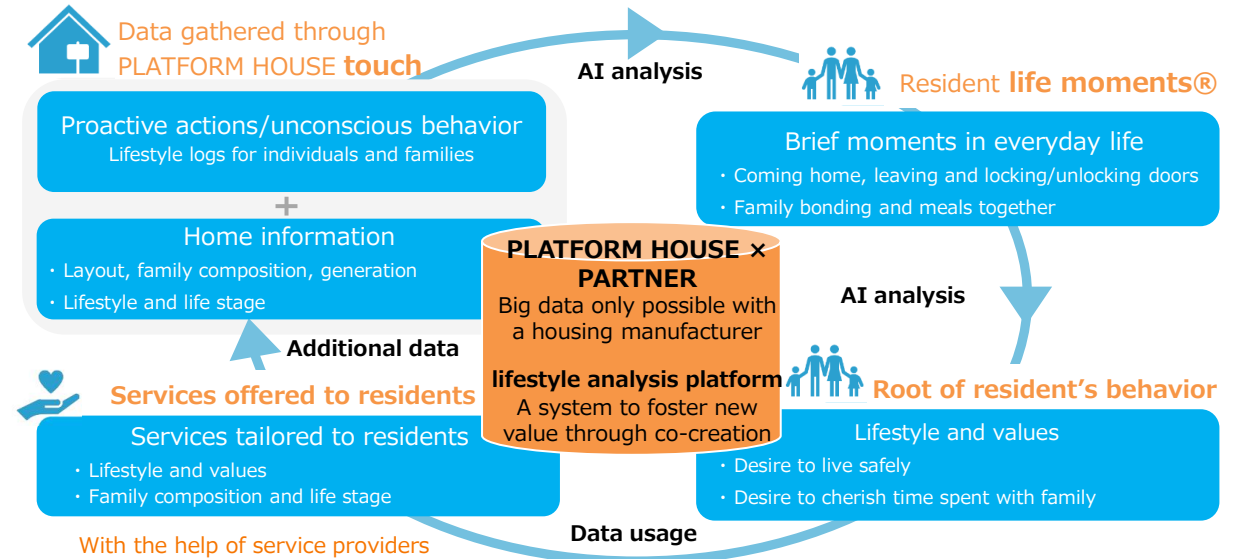 Data gathered through
PLATFORM HOUSE touch
Proactive actions/unconscious behavior
Lifestyle logs for individuals and families
+
Home information
・Layout, family composition, generation
・Lifestyle and life stage
AI analysis
Resident life moments®
Brief moments in everyday life
・Coming home, leaving and locking/unlocking doors
・Family bonding and meals together
AI analysis
PLATFORM HOUSE ×
PARTNER
Big data only possible with
a housing manufacturer
lifestyle analysis platform
A system to foster new
value through co-creation
Root of resident's behavior
Lifestyle and values
・Desire to live safely
・Desire to cherish time spent with family
Data usage
Additional data
Services offered to residents
Services tailored to residents
・Lifestyle and values
・Family composition and life stage
With the help of service providers